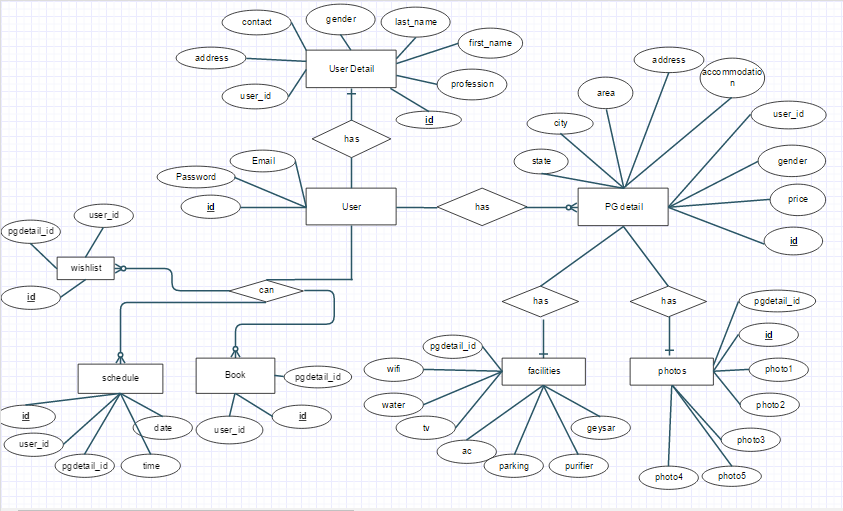 contact
gender
last_name
first_name
address
User Detail
profession
user_id
id
has
address
accommodatio
n
area
user_id
city
gender
state
price
id
Email
Password
id
User
has
PG detail
user_id
pgdetail_id
wishlist
id
can
has
has
pgdetail_id
id
photo1
photo2
photo3
photo4
photo5
photos
pgdetail_id
wifi
facilities
water
tv
ac
parking
purifier
geysar
schedule
id
user_id
pgdetail_id
time
date
Book
pgdetail_id
user_id
id